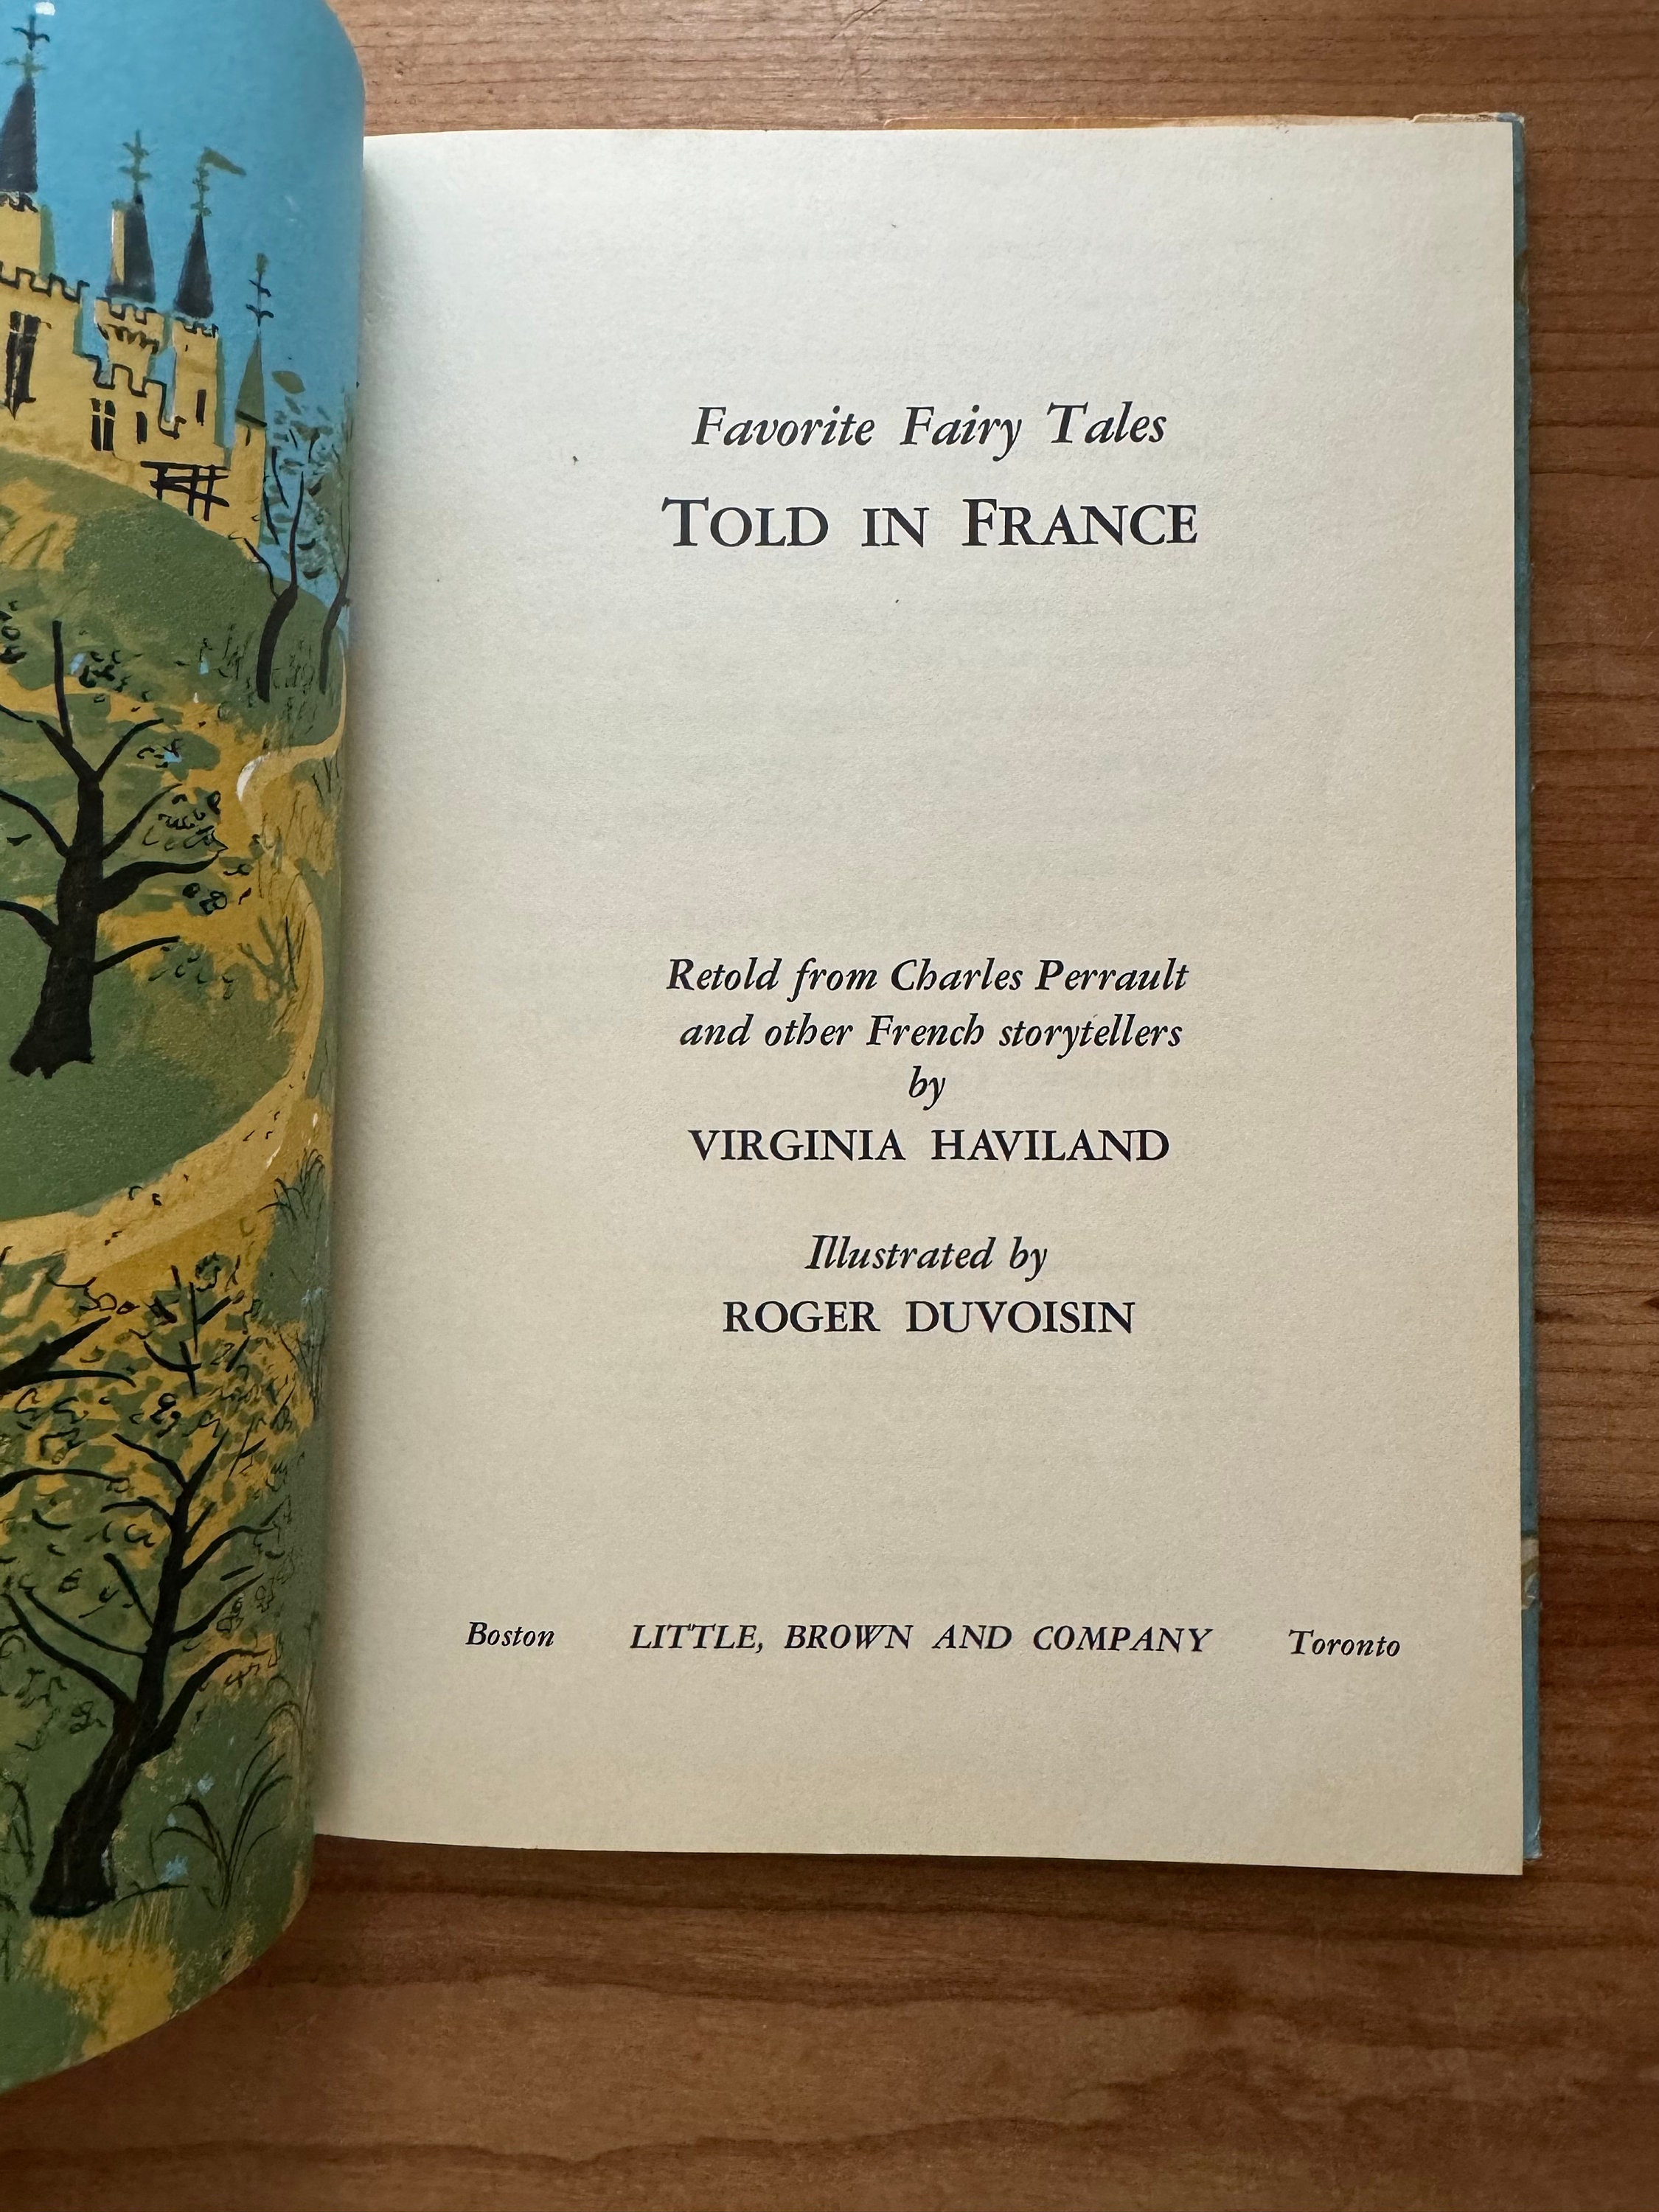 Favorite Fairy Tales
TOLD IN FRANCE
Retold from Charles Perrault
and other French storytellers
by
VIRGINIA HAVILAND
Illustrated by
ROGER DUVOISIN
Boston LITTLE, BROWN AND COMPANY Toronto